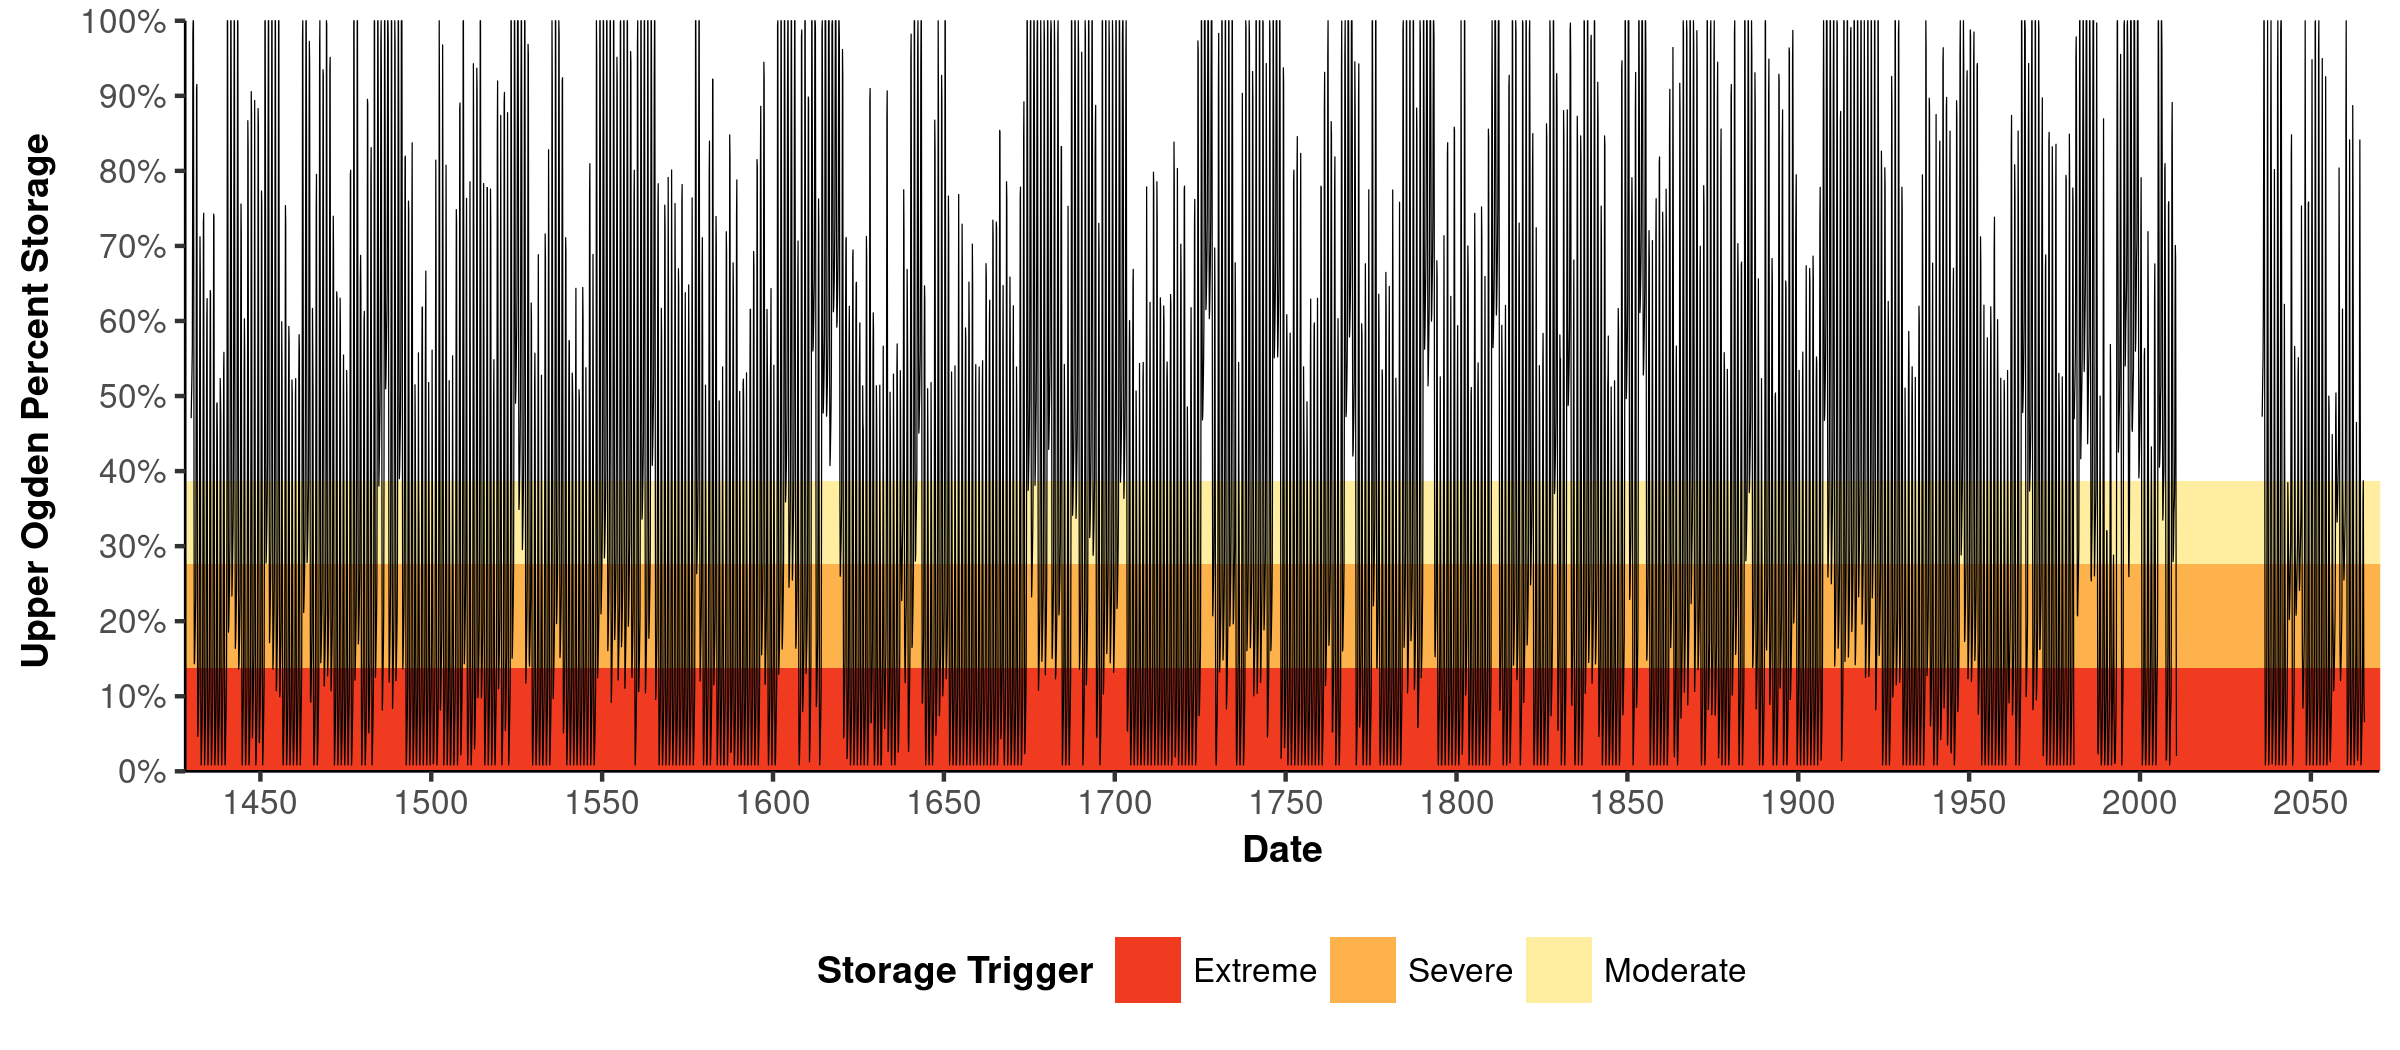 Upper Ogden Percent Storage
100%
90%
80%
70%
60%
50%
40%
30%
20%
10%
0%
1450 1500 1550 1600 1650 1700 1750 1800 1850 1900 1950 2000 2050
Date
Storage Trigger Extreme Severe Moderate